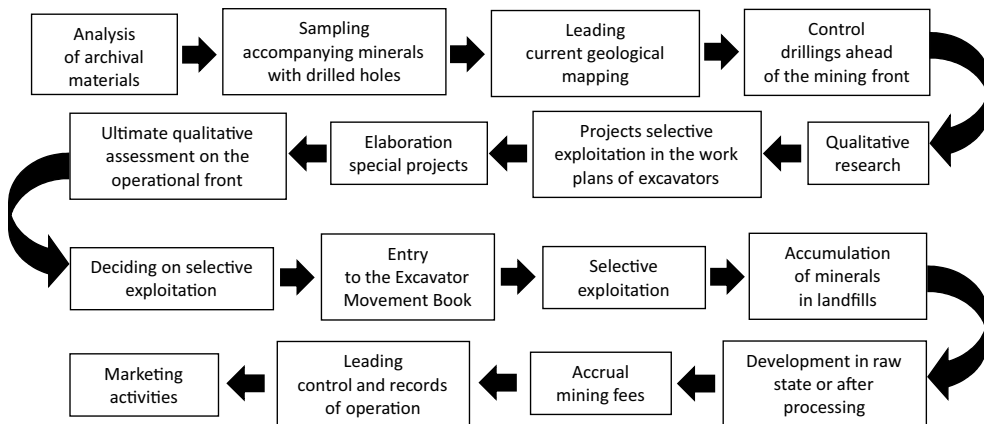 Analysis
of archival
materials
Sampling
accompanying minerals
with drilled holes
Leading
current geological
mapping
Control
drillings ahead
of the mining front
Qualitative
research
Projects selective
exploitation in the work
plans of excavators
Elaboration
special projects
Ultimate qualitative
assessment on the
operational front
Deciding on selective
exploitation
Entry
to the Excavator
Movement Book
Selective
exploitation
Accumulation
of minerals
in landfills
Development in raw
state or after
processing
Accrual
mining fees
Leading
control and records
of operation
Marketing
activities